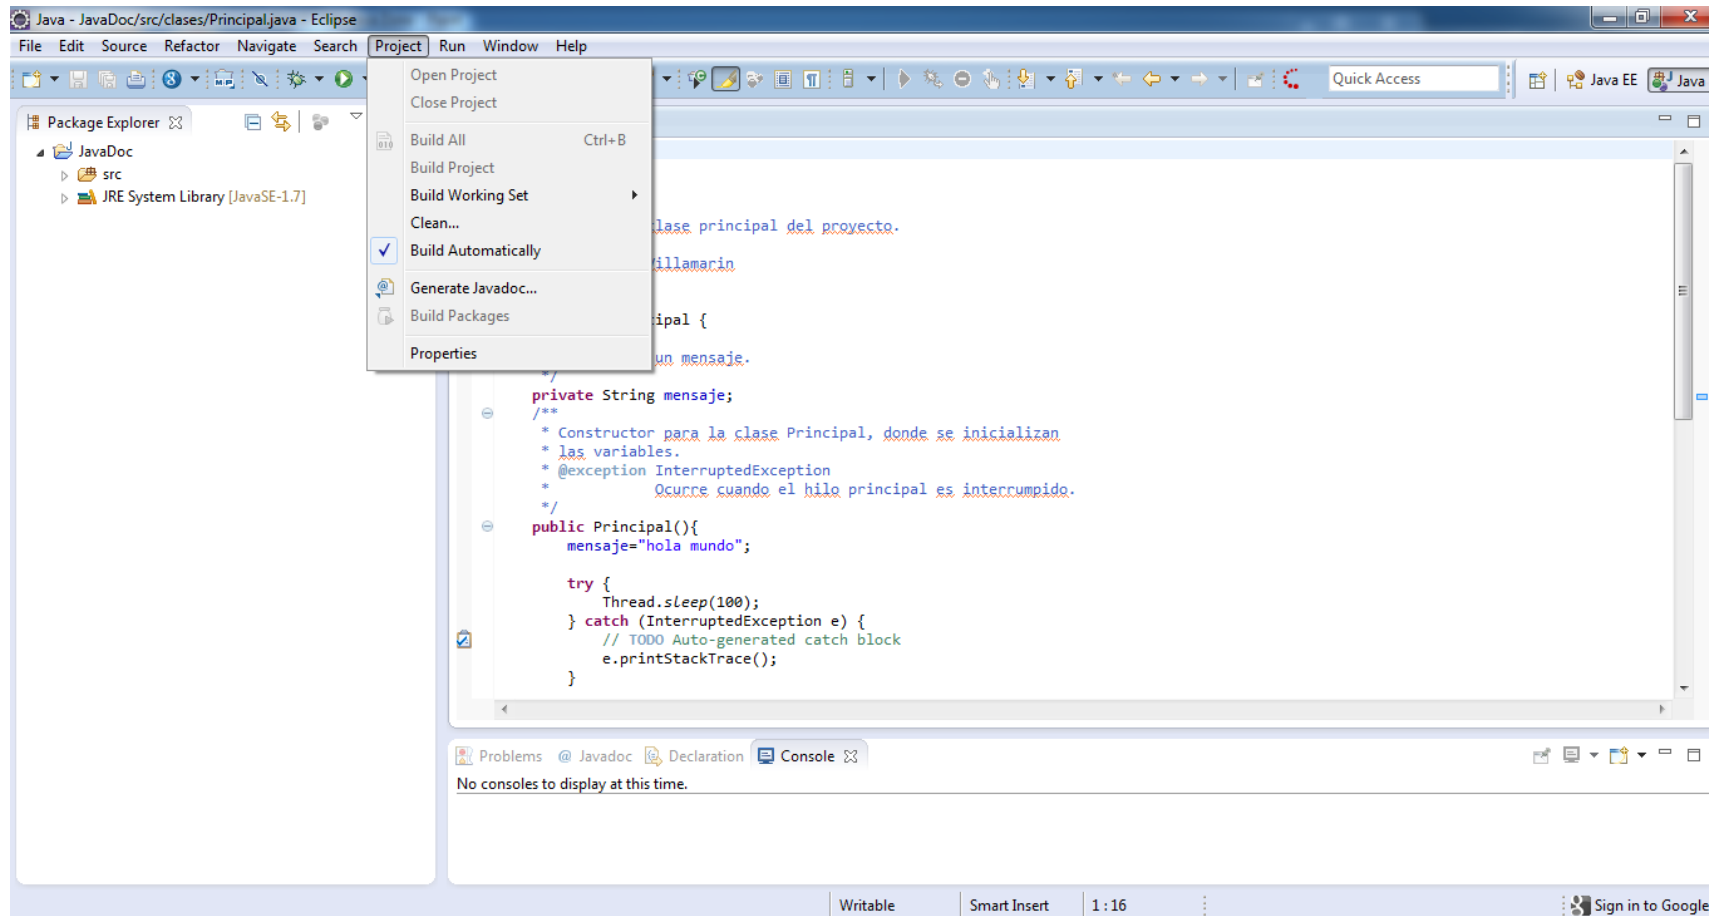 Java - JavaDoc/src/clases/Principal.java - Eclipse
File Edit Source Refactor Navigate Search Project Run Window Help
Quick Access
Java EE
Java
Open Project
Close Project
Build All Ctrl+B
Build Project
Build Working Set
Clean...
Build Automatically
Generate Javadoc...
Build Packages
Properties
Package Explorer
JavaDoc
src
JRE System Library [JavaSE-1.7]
lase principal del proyecto.
illamarin
ipal {
un mensaje.
*/
private String mensaje;
/**
* Constructor para la clase Principal, donde se inicializan
* las variables.
* @exception InterruptedException
* Ocurre cuando el hilo principal es interrumpido.
*/
public Principal(){
mensaje="hola mundo";
try {
Thread.sleep(100);
} catch (InterruptedException e) {
// TODO Auto-generated catch block
e.printStackTrace();
}
Problems @ Javadoc Declaration Console
No consoles to display at this time.
Writable Smart Insert 1 : 16 Sign in to Google